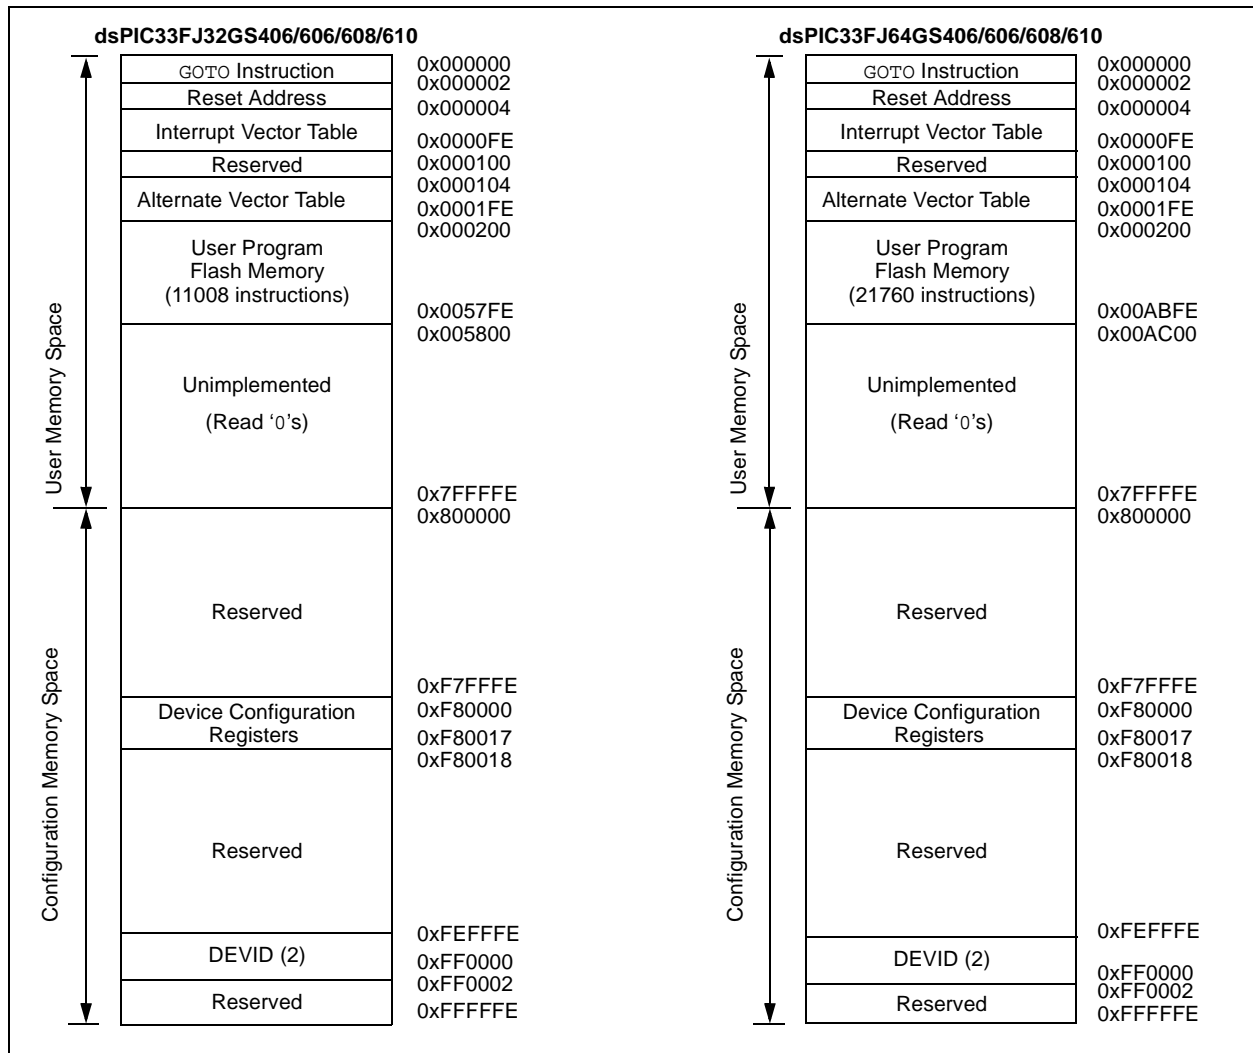 dsPIC33FJ32GS406/606/608/610
GOTO Instruction
0x000000
0x000002
Reset Address
0x000004
Interrupt Vector Table
0x0000FE
Reserved
0x000100
0x000104
Alternate Vector Table
0x0001FE
0x000200
User Program
Flash Memory
(11008 instructions)
0x0057FE
0x005800
Unimplemented
(Read ‘0’s)
0x7FFFFE
0x800000
Reserved
0xF7FFFE
Device Configuration
Registers
0xF80000
0xF80017
0xF80018
Reserved
0xFEFFFE
DEVID (2)
0xFF0000
0xFF0002
Reserved
0xFFFFFE
User Memory Space
Configuration Memory Space
dsPIC33FJ64GS406/606/608/610
GOTO Instruction
0x000000
0x000002
Reset Address
0x000004
Interrupt Vector Table
0x0000FE
Reserved
0x000100
0x000104
Alternate Vector Table
0x0001FE
0x000200
User Program
Flash Memory
(21760 instructions)
0x00ABFE
0x00AC00
Unimplemented
(Read ‘0’s)
0x7FFFFE
0x800000
Reserved
0xF7FFFE
Device Configuration
Registers
0xF80000
0xF80017
0xF80018
Reserved
0xFEFFFE
DEVID (2)
0xFF0000
0xFF0002
Reserved
0xFFFFFE
User Memory Space
Configuration Memory Space